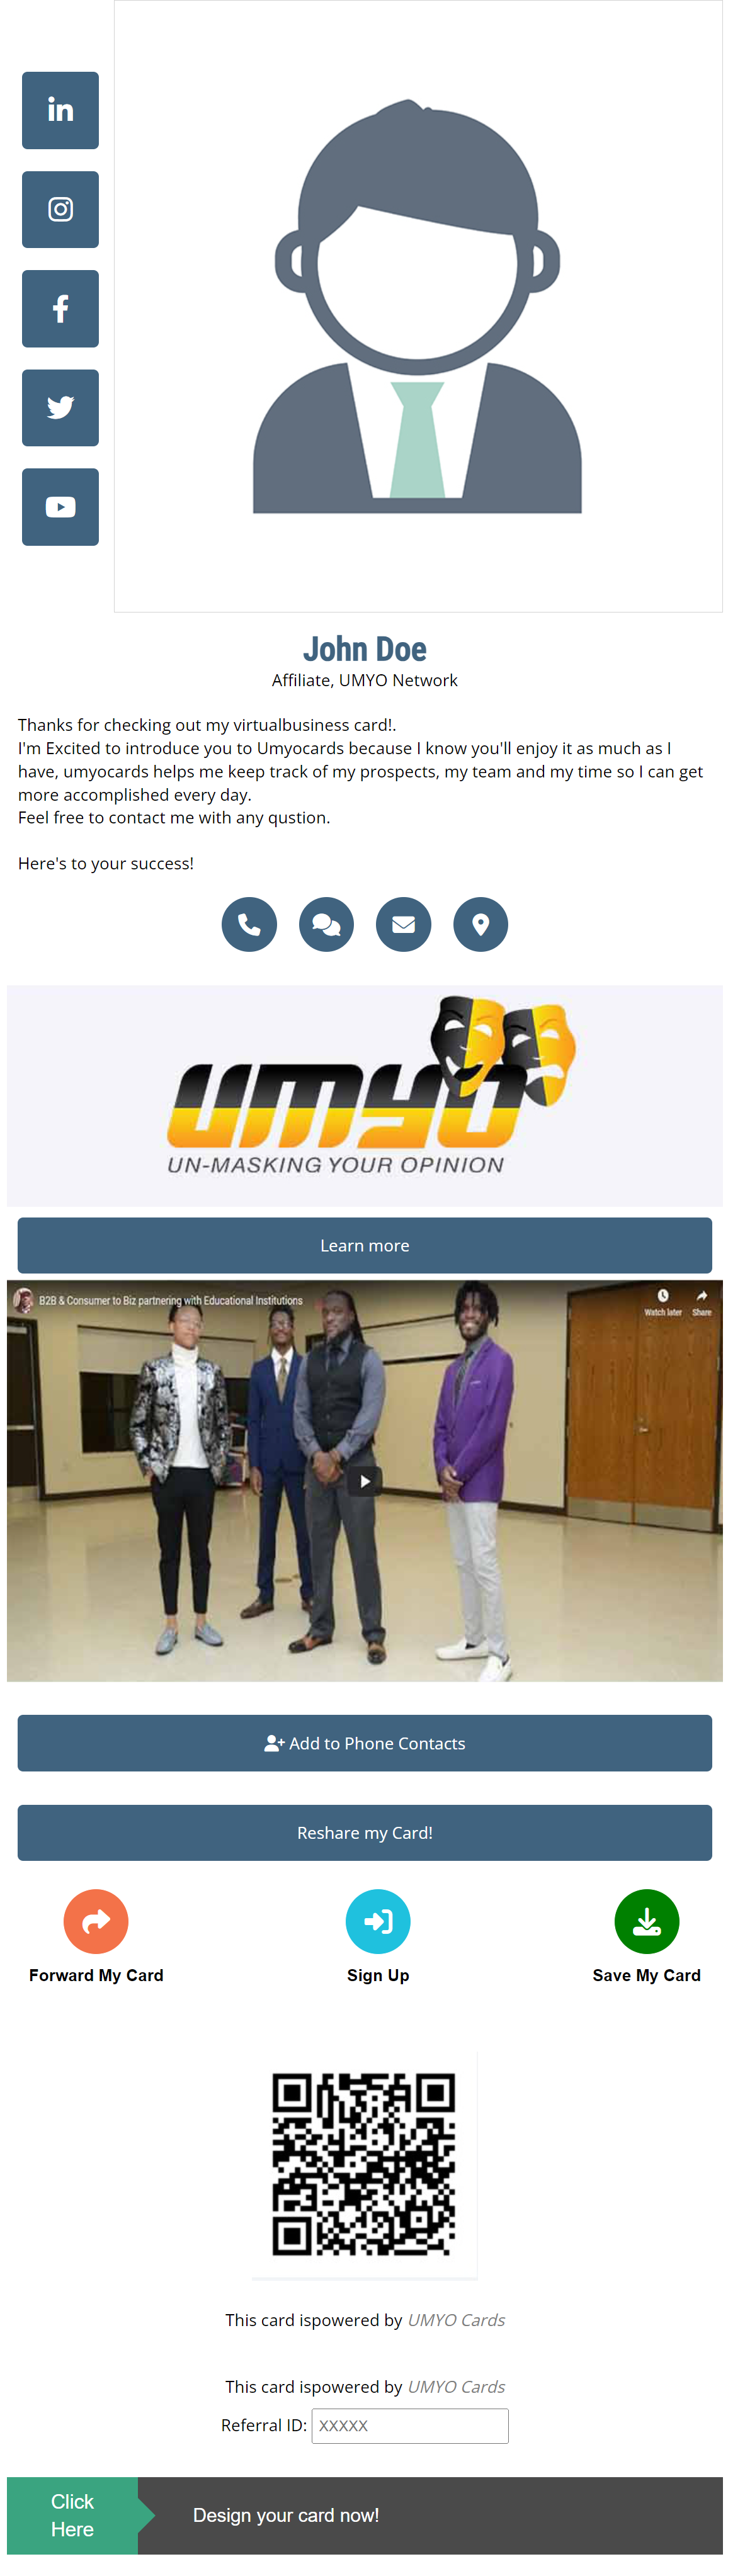 John Doe
Affiliate, UMYO Network
Thanks for checking out my virtualbusiness card!.
I'm Excited to introduce you to Umyocards because I know you'll enjoy it as much as I
have, umyocards helps me keep track of my prospects, my team and my time so I can get
more accomplished every day.
Feel free to contact me with any qustion.
Here's to your success!
UMYO
UN-MASKING YOUR OPINION
Learn more
B2B & Consumer to Biz partnering with Educational Institutions
Watch later
Share
Add to Phone Contacts
Reshare my Card!
Forward My Card
Sign Up
Save My Card
This card ispowered by UMYO Cards
This card ispowered by UMYO Cards
Referral ID: XXXXX
Click
Here
Design your card now!